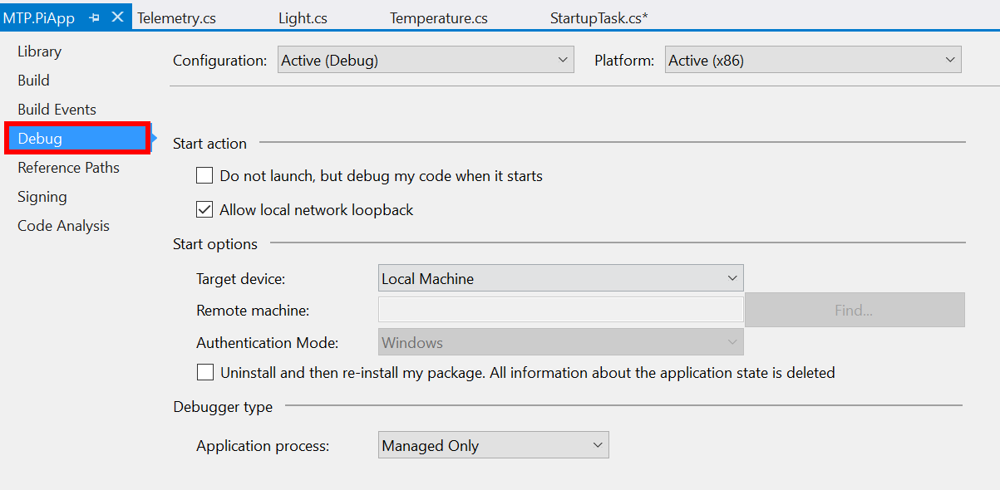 MTP.PiApp Telemetry.cs Light.cs Temperature.cs StartupTask.cs*
Library
Build
Build Events
Debug
Reference Paths
Signing
Code Analysis
Configuration: Active (Debug) Platform: Active (x86)
Start action
Do not launch, but debug my code when it starts
Allow local network loopback
Start options
Target device: Local Machine
Remote machine: Find...
Authentication Mode: Windows
Uninstall and then re-install my package. All information about the application state is deleted
Debugger type
Application process: Managed Only